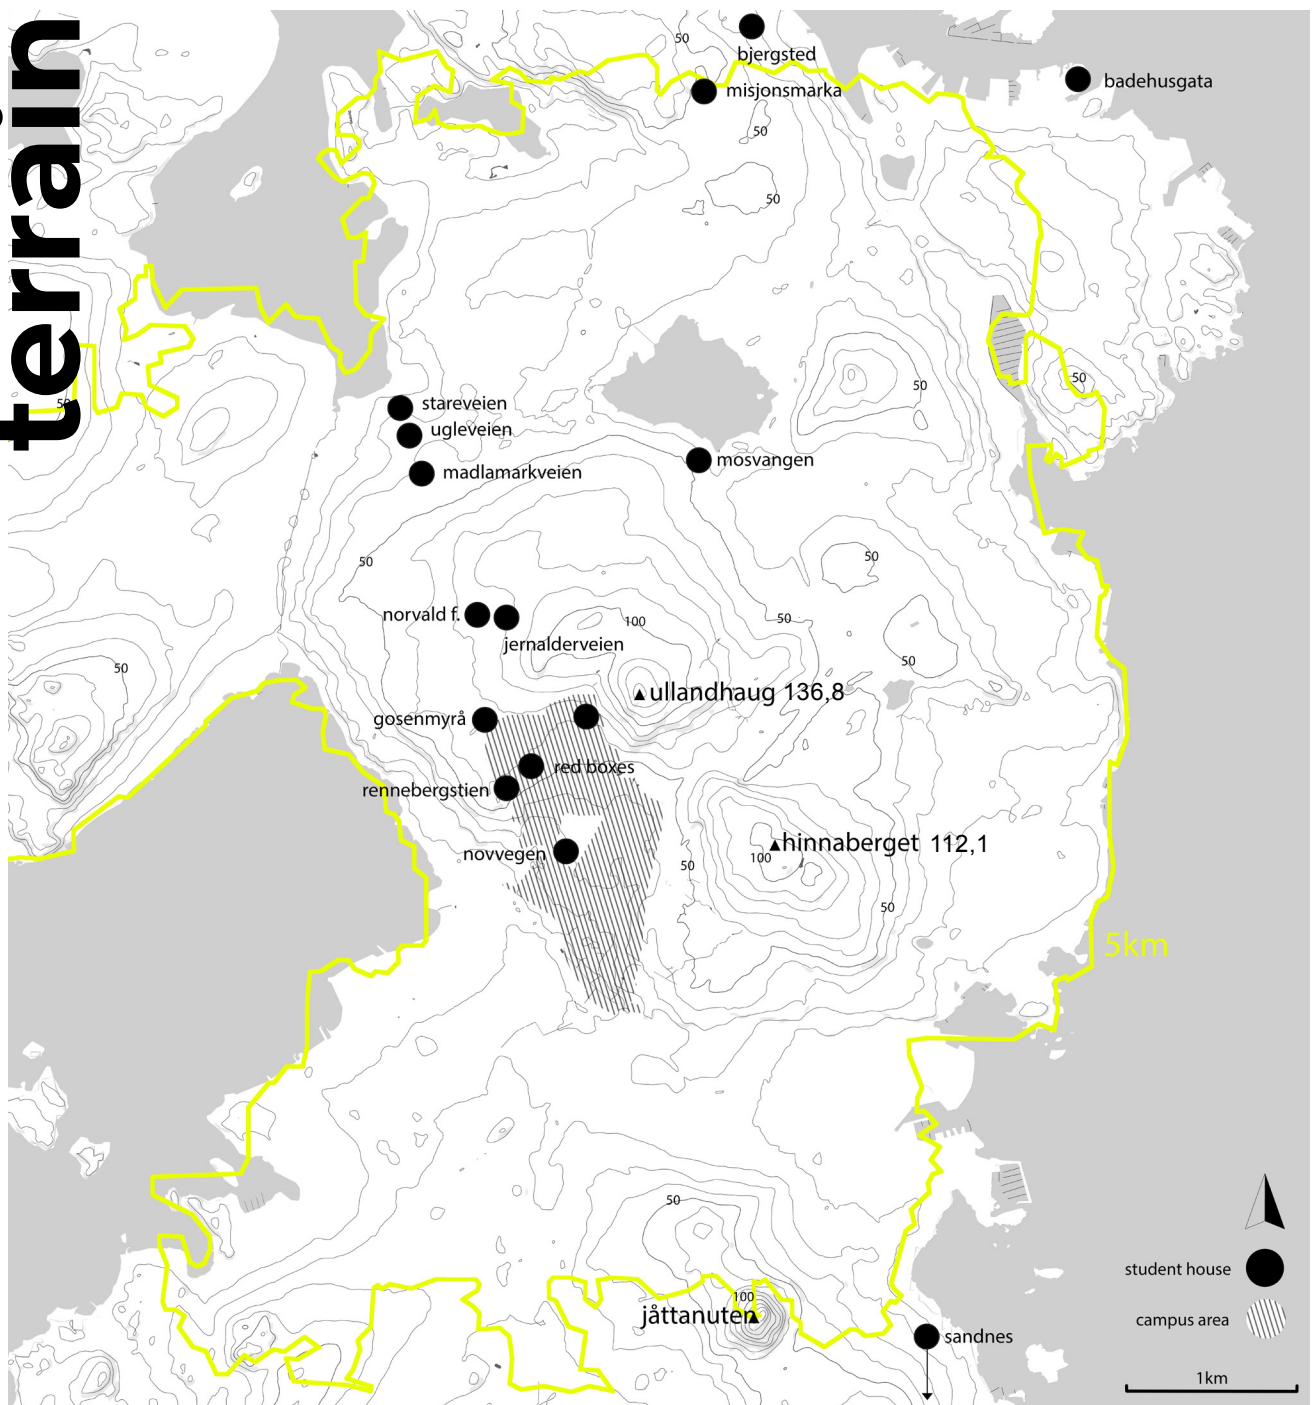 terrain
50
bjergsted
badehusgata
misjonsmarka
50
50
50
50
50
stareveien
ugleveien
madlamarkveien
mosvangen
50
50
norvald f.
100
50
jernalderveien
50
50
ullandhaug 136,8
gosenmyrå
red boxes
rennebergstien
hinnaberget 112,1
novvegen
100
50
50
5km
50
student house
100
jåttanuten
campus area
sandnes
1km